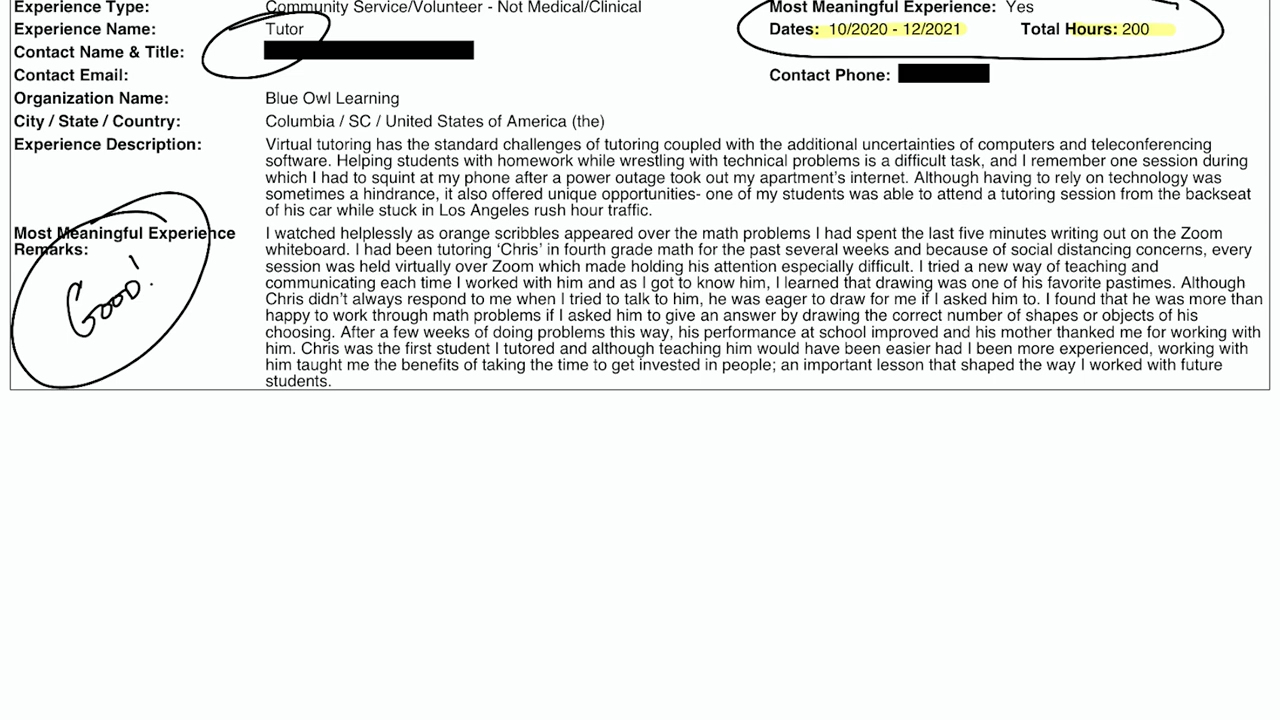 Experience Type: Community Service/Volunteer - Not Medical/Clinical Most Meaningful Experience: Yes
Experience Name: Tutor Dates: 10/2020 - 12/2021 Total Hours: 200
Contact Name & Title:
Contact Email: Contact Phone:
Organization Name: Blue Owl Learning
City / State / Country: Columbia / SC / United States of America (the)
Experience Description: Virtual tutoring has the standard challenges of tutoring coupled with the additional uncertainties of computers and teleconferencing
software. Helping students with homework while wrestling with technical problems is a difficult task, and I remember one session during
which I had to squint at my phone after a power outage took out my apartment’s internet. Although having to rely on technology was
sometimes a hindrance, it also offered unique opportunities- one of my students was able to attend a tutoring session from the backseat
of his car while stuck in Los Angeles rush hour traffic.
Most Meaningful Experience I watched helplessly as orange scribbles appeared over the math problems I had spent the last five minutes writing out on the Zoom
Remarks: whiteboard. I had been tutoring ‘Chris’ in fourth grade math for the past several weeks and because of social distancing concerns, every
session was held virtually over Zoom which made holding his attention especially difficult. I tried a new way of teaching and
communicating each time I worked with him and as I got to know him, I learned that drawing was one of his favorite pastimes. Although
Chris didn’t always respond to me when I tried to talk to him, he was eager to draw for me if I asked him to. I found that he was more than
happy to work through math problems if I asked him to give an answer by drawing the correct number of shapes or objects of his
choosing. After a few weeks of doing problems this way, his performance at school improved and his mother thanked me for working with
him. Chris was the first student I tutored and although teaching him would have been easier had I been more experienced, working with
him taught me the benefits of taking the time to get invested in people; an important lesson that shaped the way I worked with future
students.
Good!